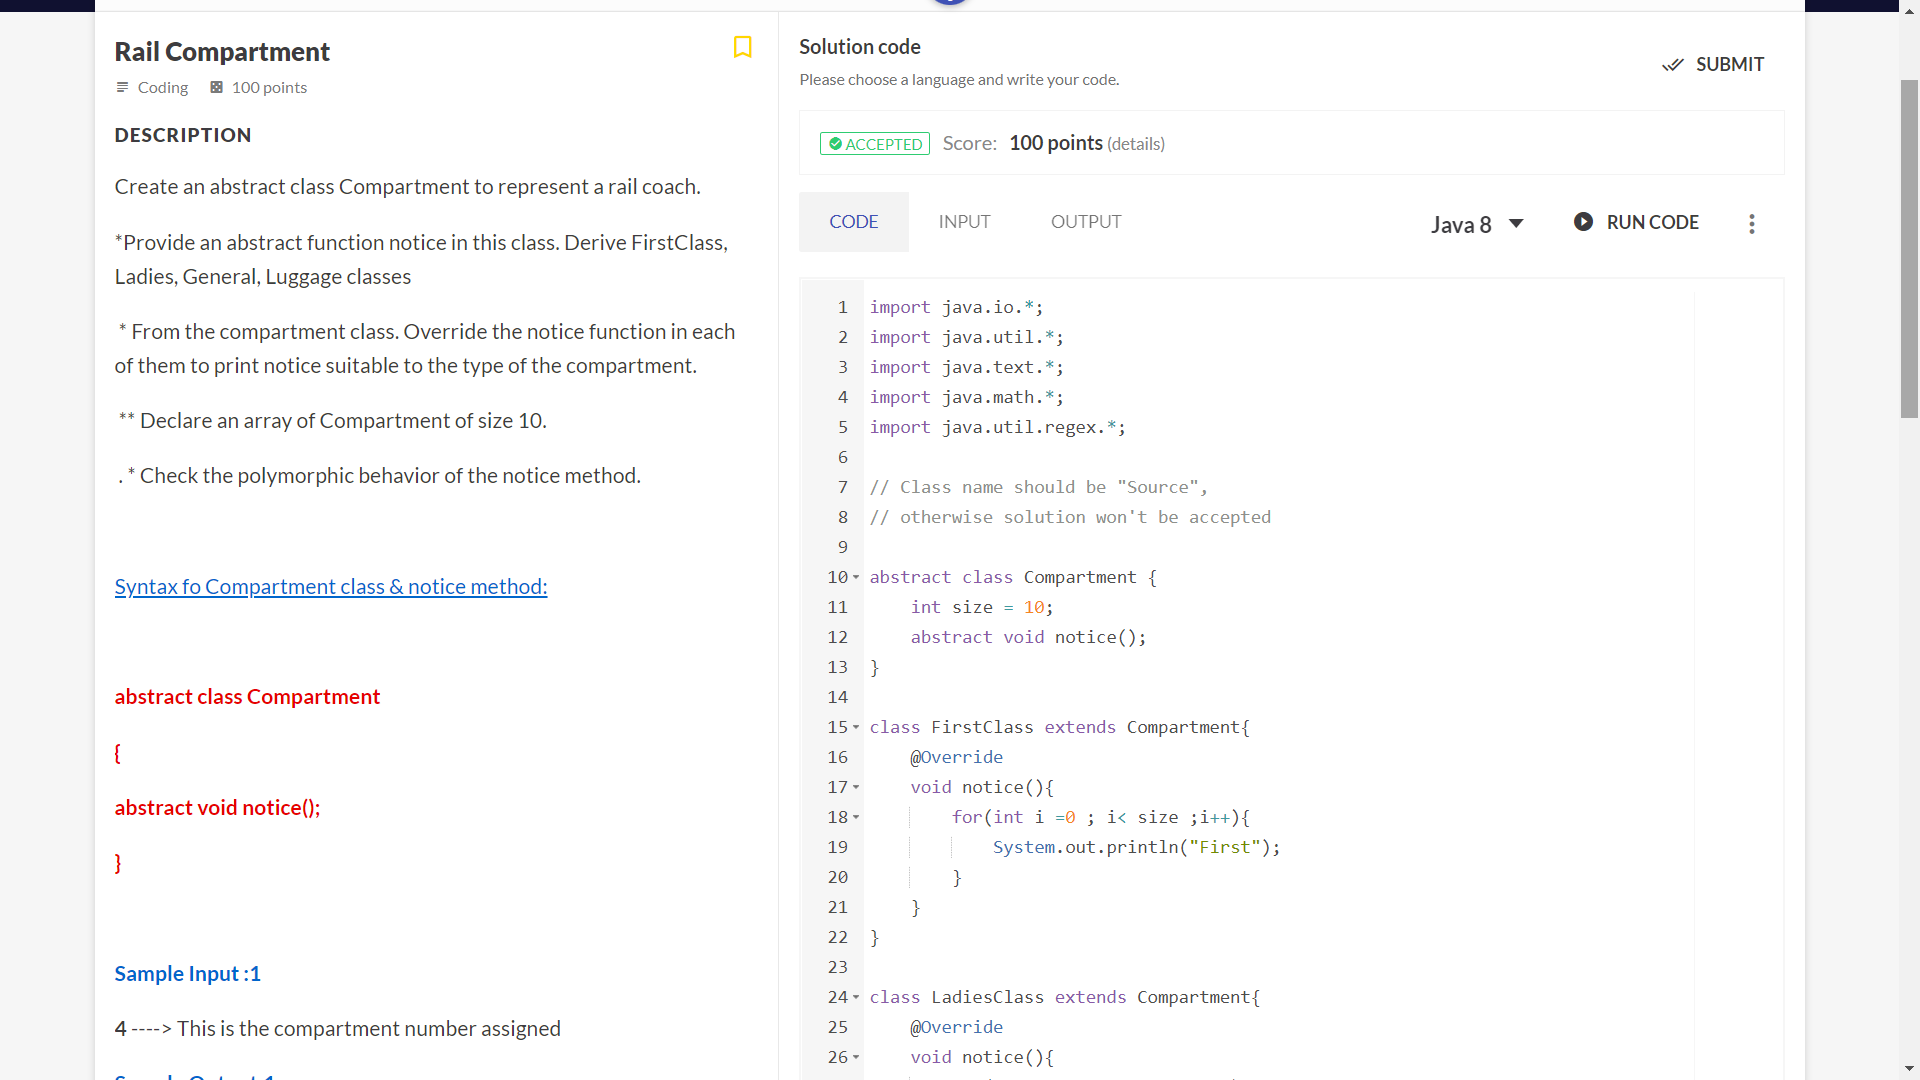 Rail Compartment
Coding 100 points
DESCRIPTION
Create an abstract class Compartment to represent a rail coach.
*Provide an abstract function notice in this class. Derive FirstClass,
Ladies, General, Luggage classes
* From the compartment class. Override the notice function in each
of them to print notice suitable to the type of the compartment.
** Declare an array of Compartment of size 10.
. * Check the polymorphic behavior of the notice method.
Syntax fo Compartment class & notice method:
abstract class Compartment
{
abstract void notice();
}
Sample Input :1
4 ----> This is the compartment number assigned
Solution code
Please choose a language and write your code.
SUBMIT
ACCEPTED Score: 100 points (details)
CODE INPUT OUTPUT Java 8 RUN CODE
1 import java.io.*;
2 import java.util.*;
3 import java.text.*;
4 import java.math.*;
5 import java.util.regex.*;
6
7 // Class name should be "Source",
8 // otherwise solution won't be accepted
9
10 abstract class Compartment {
11 int size = 10;
12 abstract void notice();
13 }
14
15 class FirstClass extends Compartment{
16 @Override
17 void notice(){
18 for(int i =0 ; i< size ;i++){
19 System.out.println("First");
20 }
21 }
22 }
23
24 class LadiesClass extends Compartment{
25 @Override
26 void notice(){